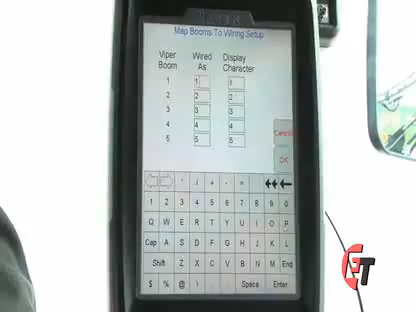 Map Booms To Wiring Setup
Viper Boom Wired As Display Character
1 1 1
2 2 2
3 3 3
4 4 4
5 5 5
Cancel
OK
' / + - *
1 2 3 4 5 6 7 8 9 0
Q W E R T Y U I O P
Cap A S D F G H J K L
Shift Z X C V B N M End
$ % @ \ Space Enter